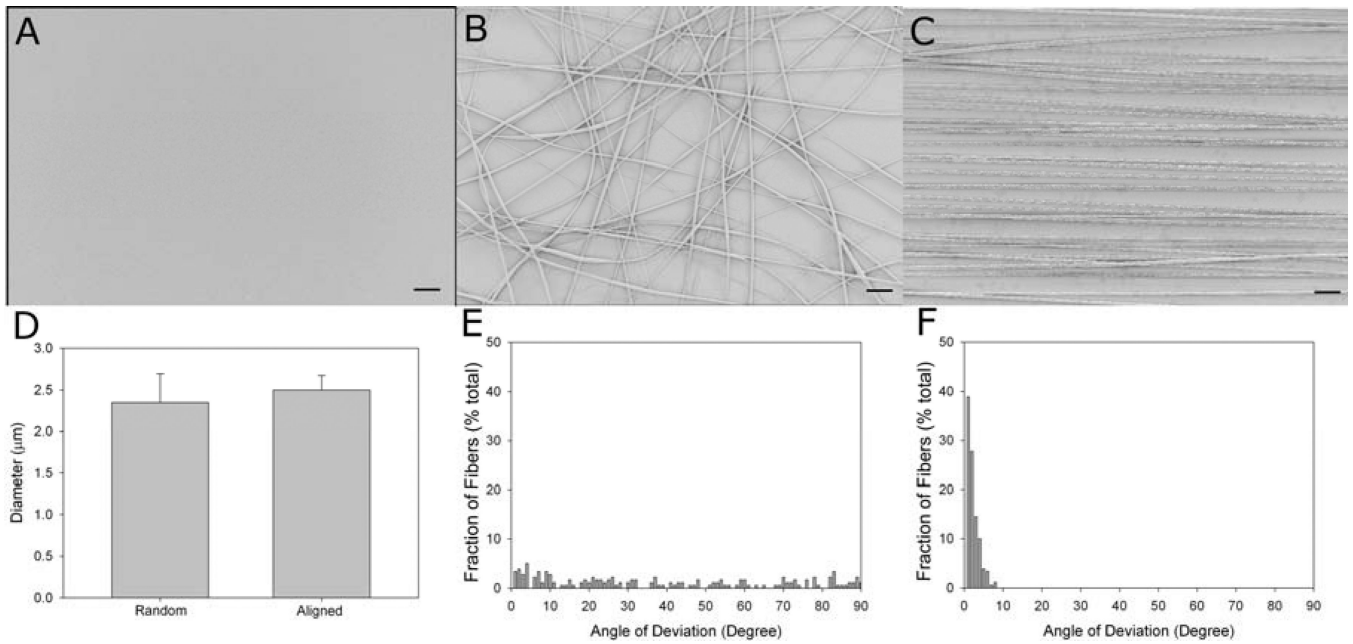 A
B
C
D
3.0
2.5
2.0
1.5
1.0
0.5
0.0
Diameter (μm)
Random
Aligned
E
50
40
30
20
10
0
Fraction of Fibers (% total)
0 10 20 30 40 50 60 70 80 90
Angle of Deviation (Degree)
F
50
40
30
20
10
0
Fraction of Fibers (% total)
0 10 20 30 40 50 60 70 80 90
Angle of Deviation (Degree)